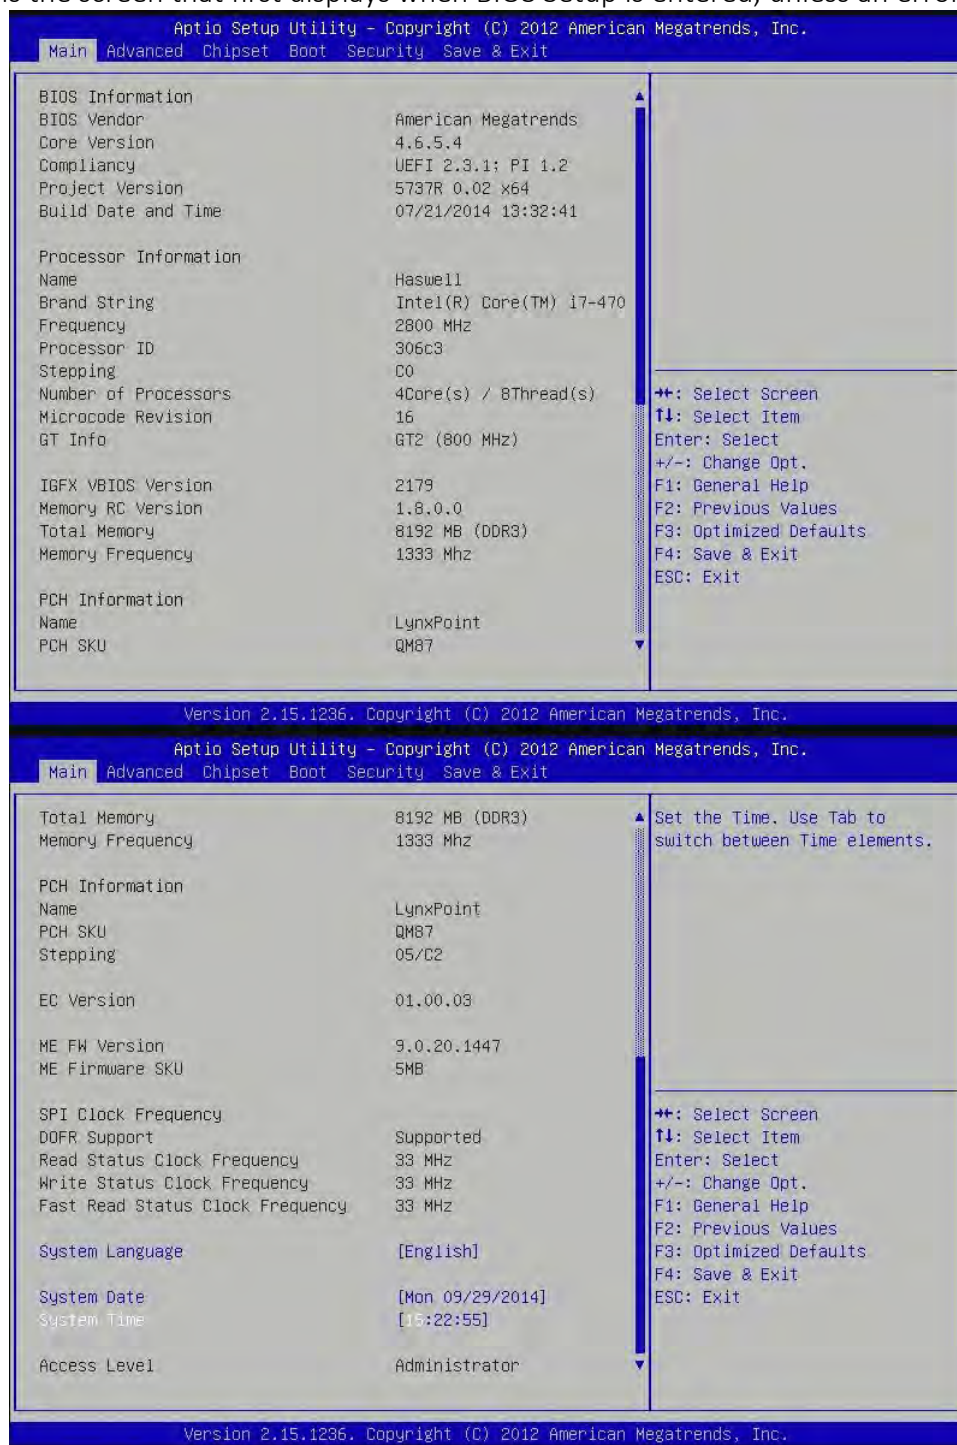 is the screen that first displays when BIOS Setup is entered, unless an error
Aptio Setup Utility - Copyright (C) 2012 American Megatrends, Inc.
Main Advanced Chipset Boot Security Save & Exit
BIOS Information
BIOS Vendor American Megatrends
Core Version 4.6.5.4
Compliancy UEFI 2.3.1; PI 1.2
Project Version 5737R 0.02 x64
Build Date and Time 07/21/2014 13:32:41
Processor Information
Name Haswell
Brand String Intel(R) Core(TM) i7-470
Frequency 2800 MHz
Processor ID 306c3
Stepping C0
Number of Processors 4Core(s) / 8Thread(s)
Microcode Revision 16
GT Info GT2 (800 MHz)
IGFX VBIOS Version 2179
Memory RC Version 1.8.0.0
Total Memory 8192 MB (DDR3)
Memory Frequency 1333 Mhz
PCH Information
Name LynxPoint
PCH SKU QM87
→←: Select Screen
↑↓: Select Item
Enter: Select
+/-: Change Opt.
F1: General Help
F2: Previous Values
F3: Optimized Defaults
F4: Save & Exit
ESC: Exit
Version 2.15.1236. Copyright (C) 2012 American Megatrends, Inc.
Aptio Setup Utility - Copyright (C) 2012 American Megatrends, Inc.
Main Advanced Chipset Boot Security Save & Exit
Total Memory 8192 MB (DDR3)
Memory Frequency 1333 Mhz
PCH Information
Name LynxPoint
PCH SKU QM87
Stepping 05/C2
EC Version 01.00.03
ME FW Version 9.0.20.1447
ME Firmware SKU 5MB
SPI Clock Frequency
DOFR Support Supported
Read Status Clock Frequency 33 MHz
Write Status Clock Frequency 33 MHz
Fast Read Status Clock Frequency 33 MHz
System Language [English]
System Date [Mon 09/29/2014]
System Time [15:22:55]
Access Level Administrator
Set the Time. Use Tab to
switch between Time elements.
→←: Select Screen
↑↓: Select Item
Enter: Select
+/-: Change Opt.
F1: General Help
F2: Previous Values
F3: Optimized Defaults
F4: Save & Exit
ESC: Exit
Version 2.15.1236. Copyright (C) 2012 American Megatrends, Inc.